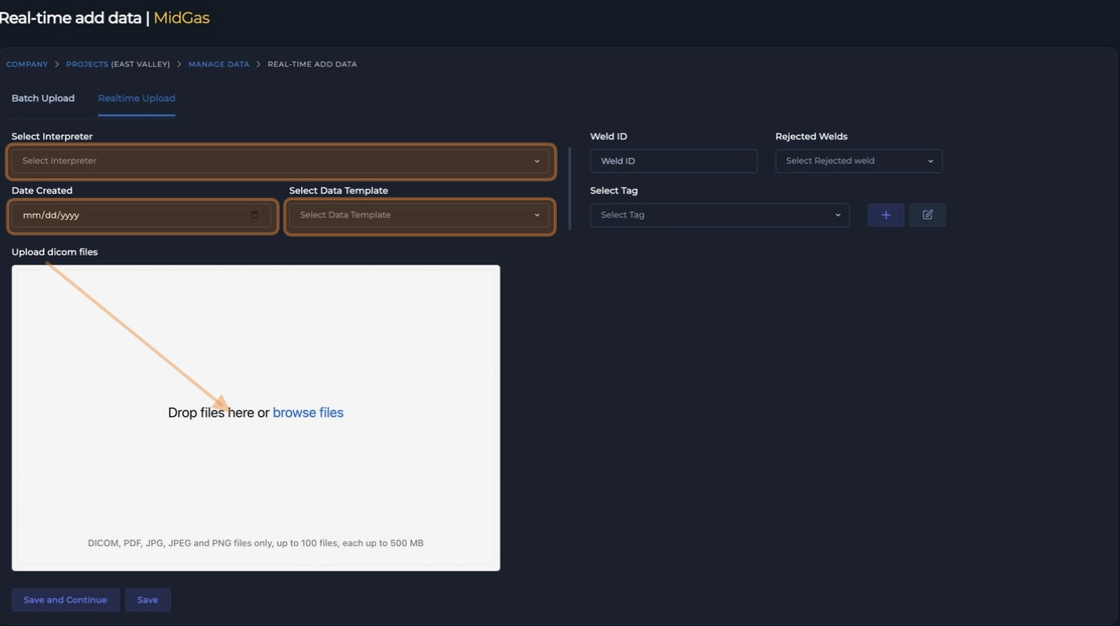 Real-time add data | MidGas
COMPANY > PROJECTS (EAST VALLEY) > MANAGE DATA > REAL-TIME ADD DATA
Batch Upload Realtime Upload
Select Interpreter
Select Interpreter
Date Created Select Data Template
mm/dd/yyyy Select Data Template
Weld ID Rejected Welds
Weld ID Select Rejected weld
Select Tag
Select Tag +
Upload dicom files
Drop files here or browse files
DICOM, PDF, JPG, JPEG and PNG files only, up to 100 files, each up to 500 MB
Save and Continue Save